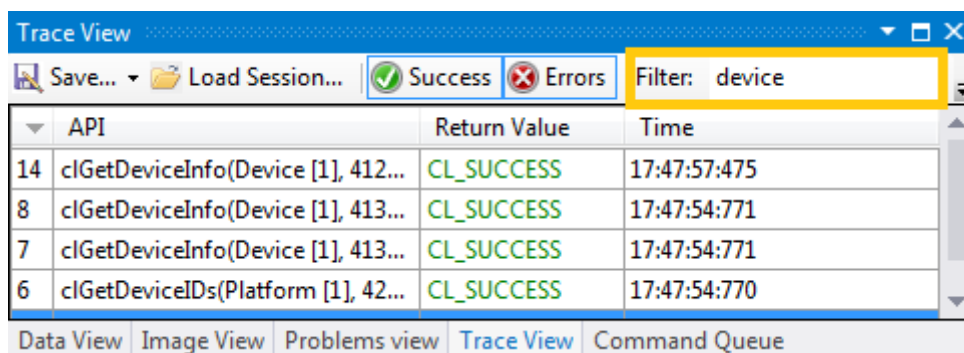 Trace View
Save... Load Session... Success Errors Filter: device
API Return Value Time
14 clGetDeviceInfo(Device [1], 412... CL_SUCCESS 17:47:57:475
8 clGetDeviceInfo(Device [1], 413... CL_SUCCESS 17:47:54:771
7 clGetDeviceInfo(Device [1], 413... CL_SUCCESS 17:47:54:771
6 clGetDeviceIDs(Platform [1], 42... CL_SUCCESS 17:47:54:770
Data View Image View Problems view Trace View Command Queue